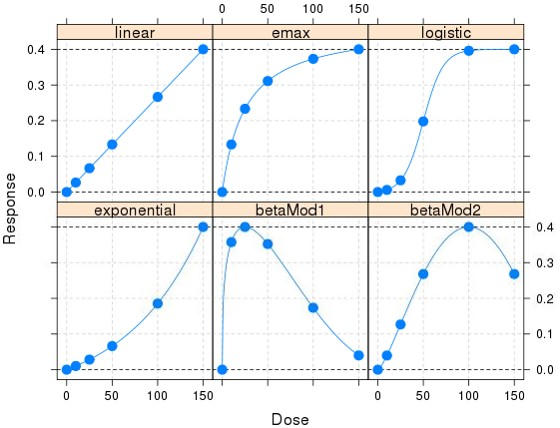 0 50 100 150
linear emax logistic
0.4
0.3
0.2
0.1
0.0
Response
exponential betaMod1 betaMod2
0.4
0.3
0.2
0.1
0.0
0 50 100 150 0 50 100 150
Dose